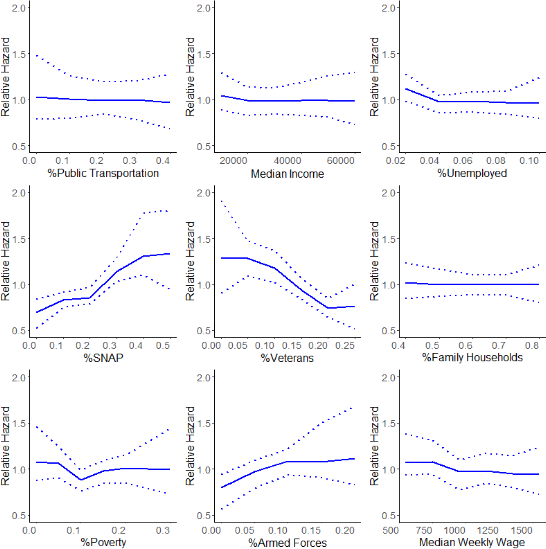 2.0 2.0 2.0
1.5 1.5 1.5
1.0 1.0 1.0
0.5 0.5 0.5
Relative Hazard Relative Hazard Relative Hazard
0.0 0.1 0.2 0.3 0.4 20000 40000 60000 0.02 0.04 0.06 0.08 0.10
%Public Transportation Median Income %Unemployed
2.0 2.0 2.0
1.5 1.5 1.5
1.0 1.0 1.0
0.5 0.5 0.5
Relative Hazard Relative Hazard Relative Hazard
0.0 0.1 0.2 0.3 0.4 0.5 0.00 0.05 0.10 0.15 0.20 0.25 0.4 0.5 0.6 0.7 0.8
%SNAP %Veterans %Family Households
2.0 2.0 2.0
1.5 1.5 1.5
1.0 1.0 1.0
0.5 0.5 0.5
Relative Hazard Relative Hazard Relative Hazard
0.0 0.1 0.2 0.3 0.00 0.05 0.10 0.15 0.20 500 750 1000 1250 1500
%Poverty %Armed Forces Median Weekly Wage